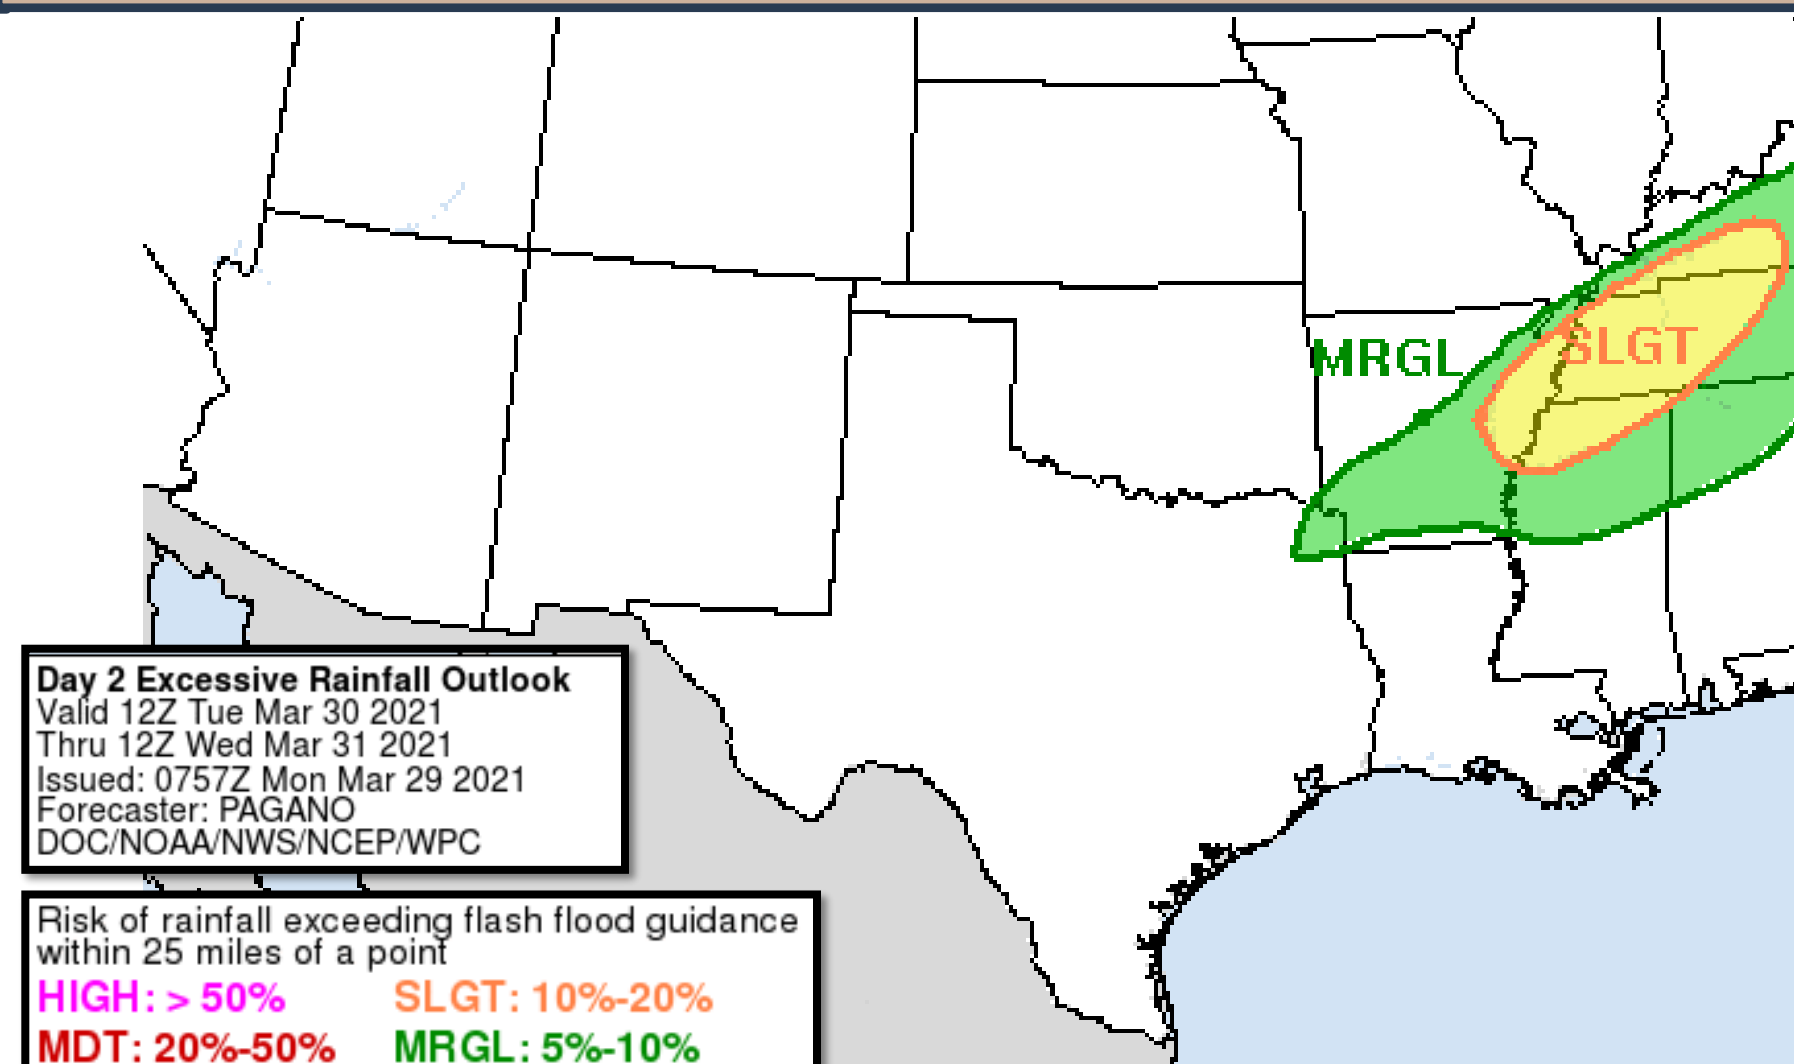 MRGL
SLGT
Day 2 Excessive Rainfall Outlook
Valid 12Z Tue Mar 30 2021
Thru 12Z Wed Mar 31 2021
Issued: 0757Z Mon Mar 29 2021
Forecaster: PAGANO
DOC/NOAA/NWS/NCEP/WPC
Risk of rainfall exceeding flash flood guidance
within 25 miles of a point
HIGH: > 50% SLGT: 10%-20%
MDT: 20%-50% MRGL: 5%-10%